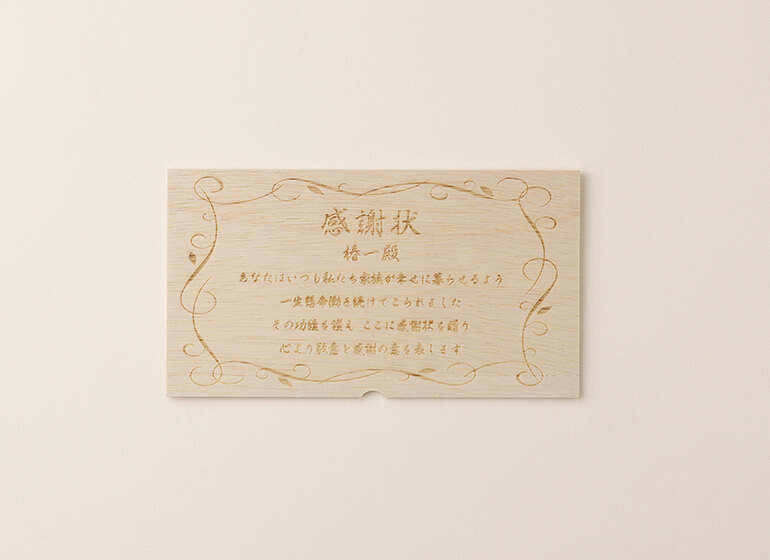 感謝状
椿一殿
あなたはいつも私たち家族が幸せに暮らせるよう
一生懸命働き続けてこられました
その功績を讃え ここに感謝状を贈り
心より敬意と感謝の意を表します